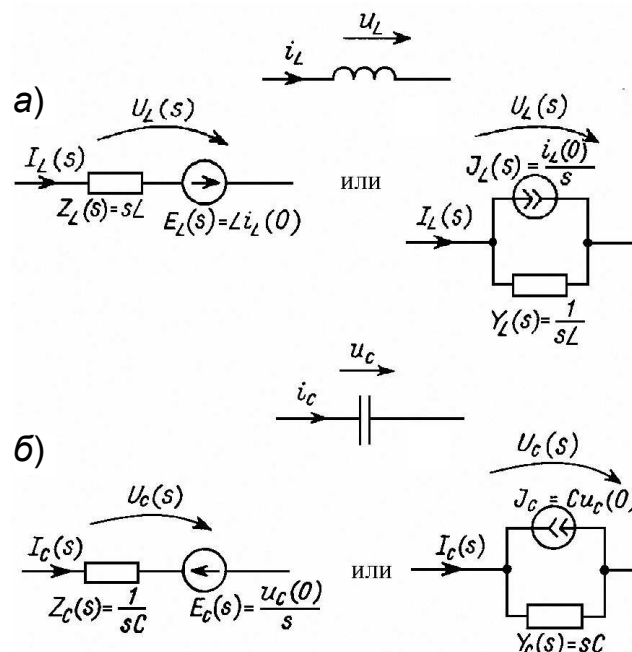 u_L
i_L
а)
U_L(s)
I_L(s)
Z_L(s)=sL
E_L(s)=Li_L(0)
или
U_L(s)
J_L(s)=i_L(0)/s
I_L(s)
Y_L(s)=1/sL
u_C
i_C
б)
U_C(s)
I_C(s)
Z_C(s)=1/sC
E_C(s)=u_C(0)/s
или
U_C(s)
J_C=Cu_C(0)
I_C(s)
Y_C(s)=sC